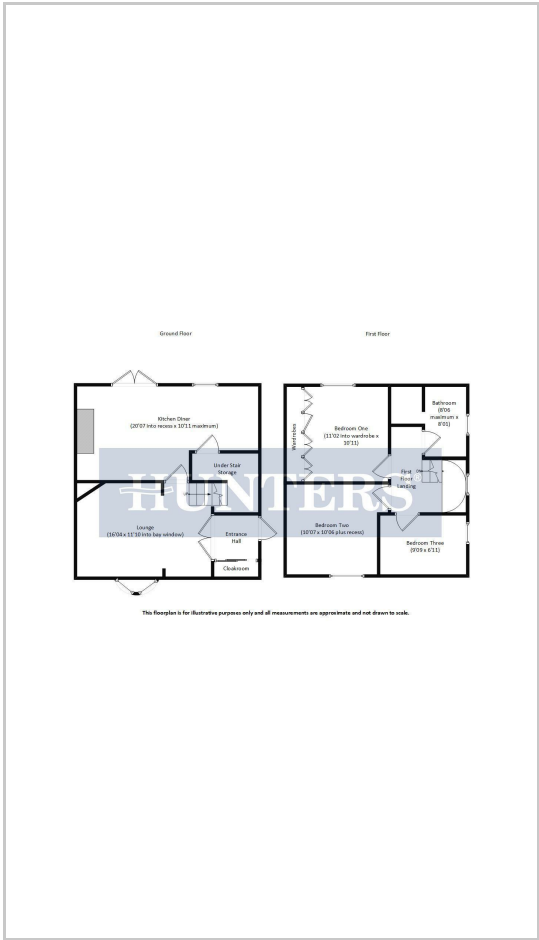 Ground Floor
First Floor
Kitchen Diner
(20'07 into recess x 10'11 maximum)
Under Stair
Storage
Lounge
(16'04 x 11'10 into bay window)
Entrance
Hall
Cloakroom
Wardrobes
Bedroom One
(11'02 into wardrobe x
10'11)
Bathroom
(8'06
maximum x
8'01)
First
Floor
Landing
Bedroom Two
(10'07 x 10'06 plus recess)
Bedroom Three
(9'09 x 6'11)
HUNTERS
This floorplan is for illustrative purposes only and all measurements are approximate and not drawn to scale.